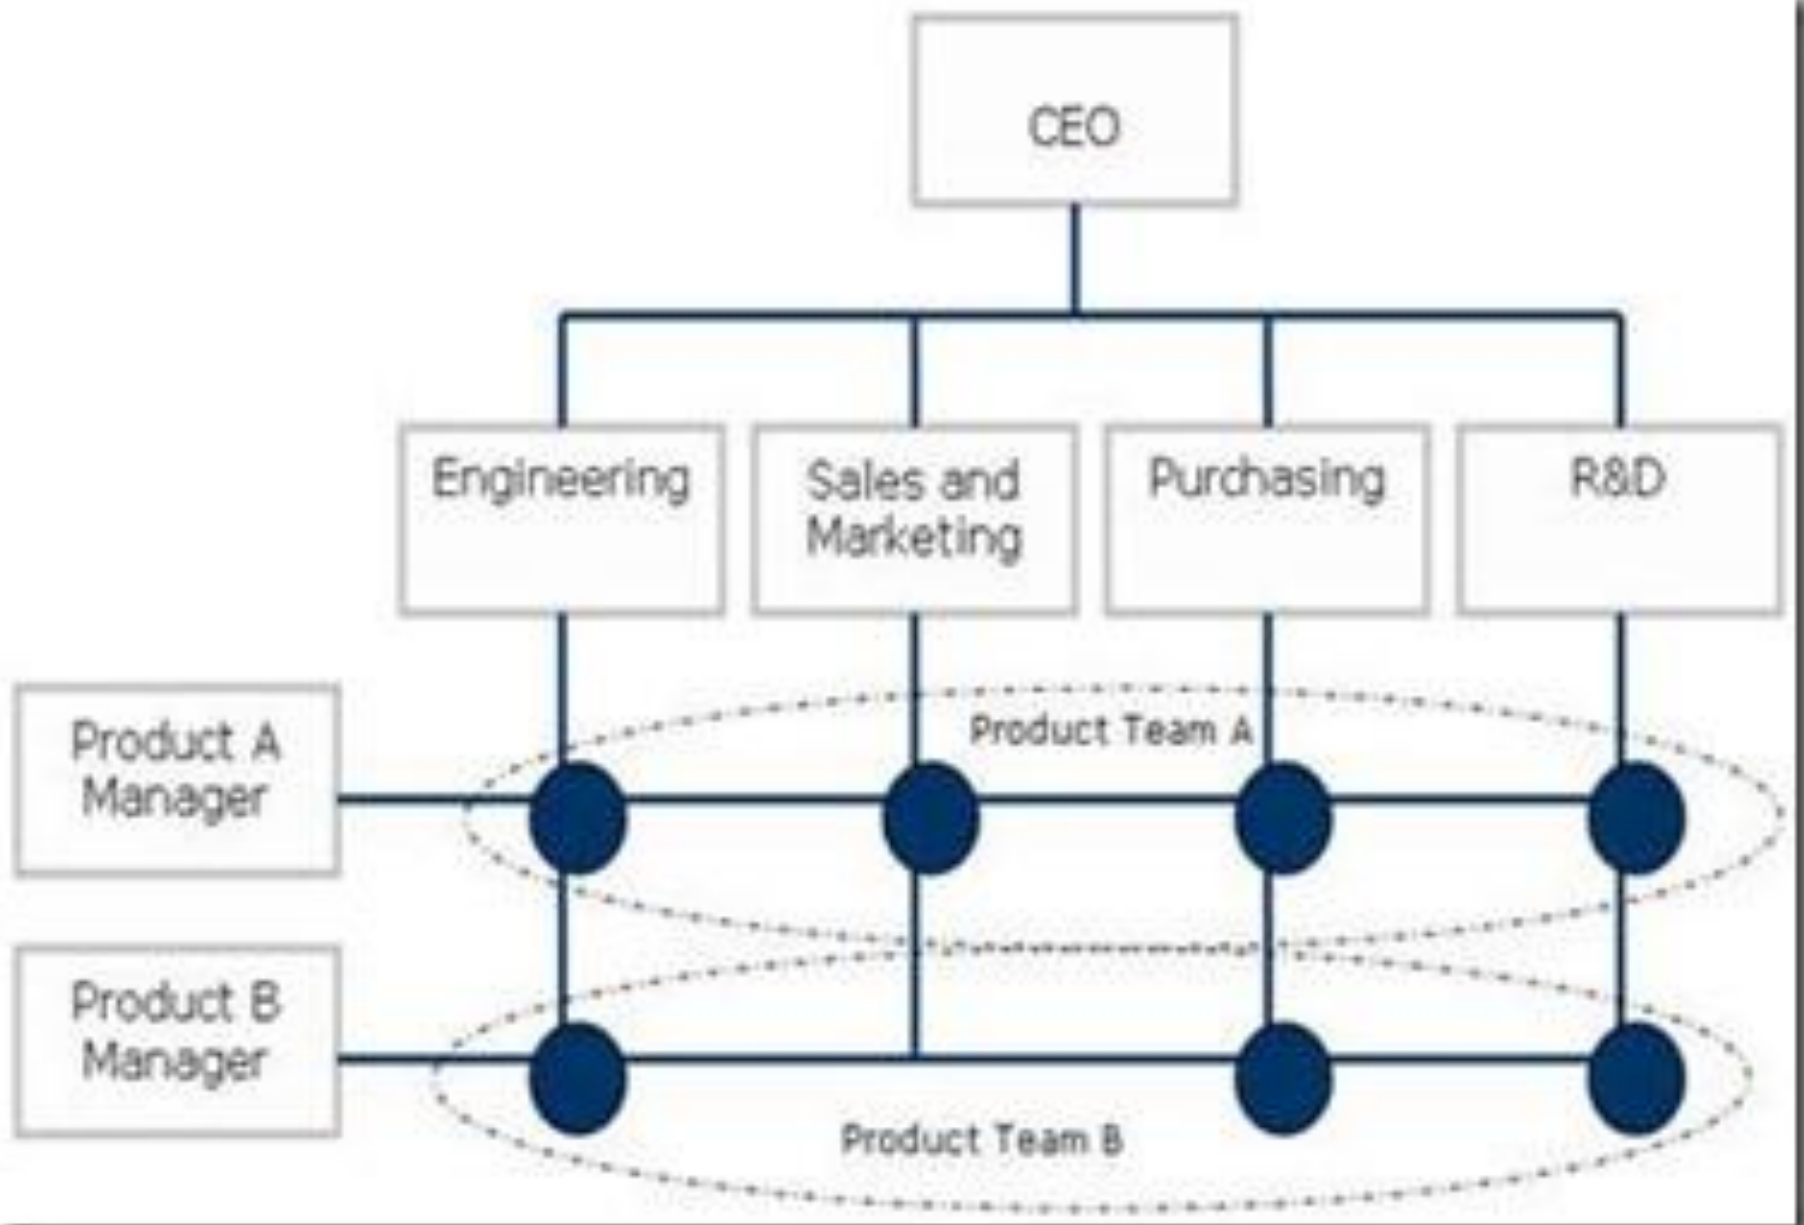 CEO
Engineering
Sales and
Marketing
Purchasing
R&D
Product A
Manager
Product Team A
Product B
Manager
Product Team B